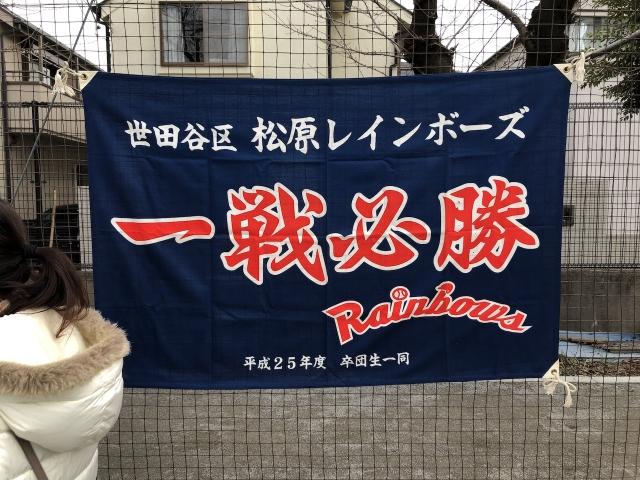 世田谷区 松原レインボーズ
一戦必勝
Rainbows
平成25年度 卒団生一同